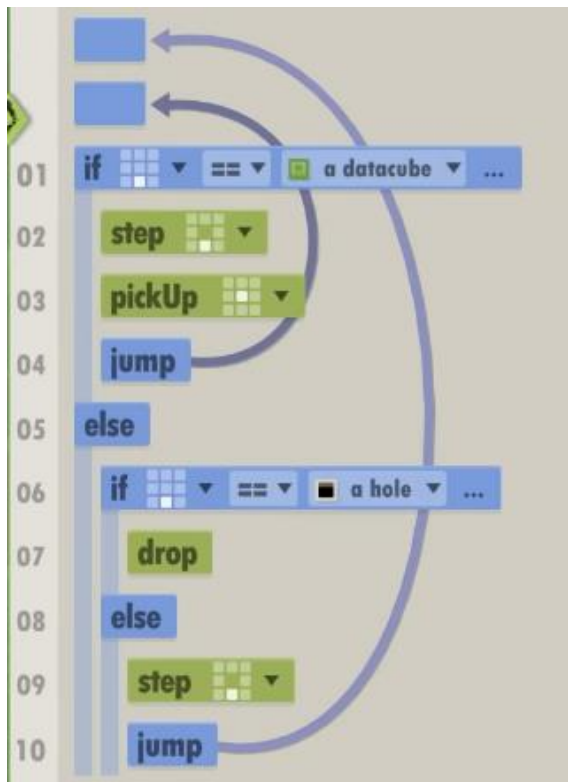 01 if == a datacube ...
02 step
03 pickUp
04 jump
05 else
06 if == a hole ...
07 drop
08 else
09 step
10 jump